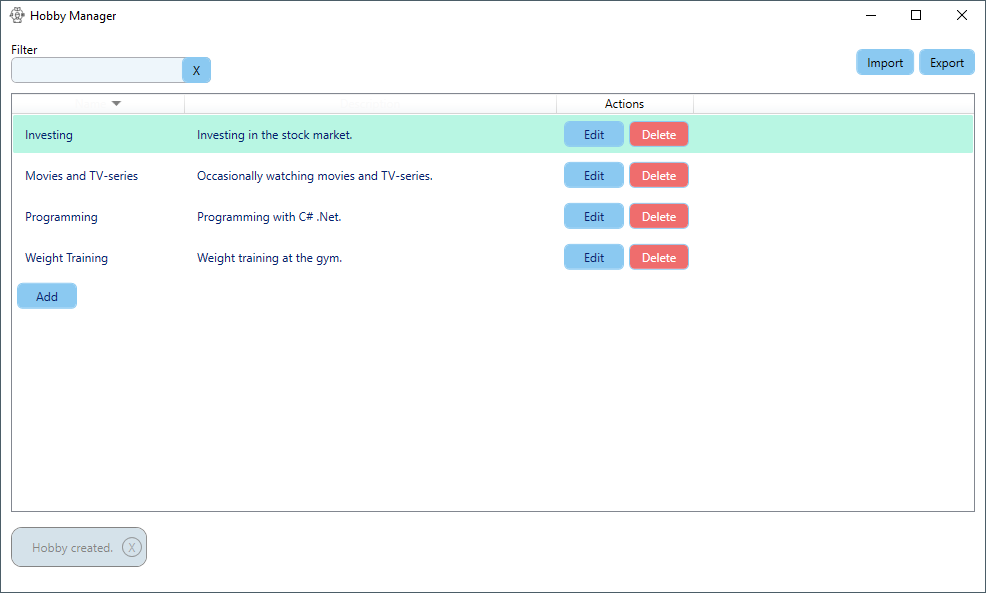 Hobby Manager
Filter
X
Import Export
Actions
Investing Investing in the stock market. Edit Delete
Movies and TV-series Occasionally watching movies and TV-series. Edit Delete
Programming Programming with C# .Net. Edit Delete
Weight Training Weight training at the gym. Edit Delete
Add
Hobby created. X